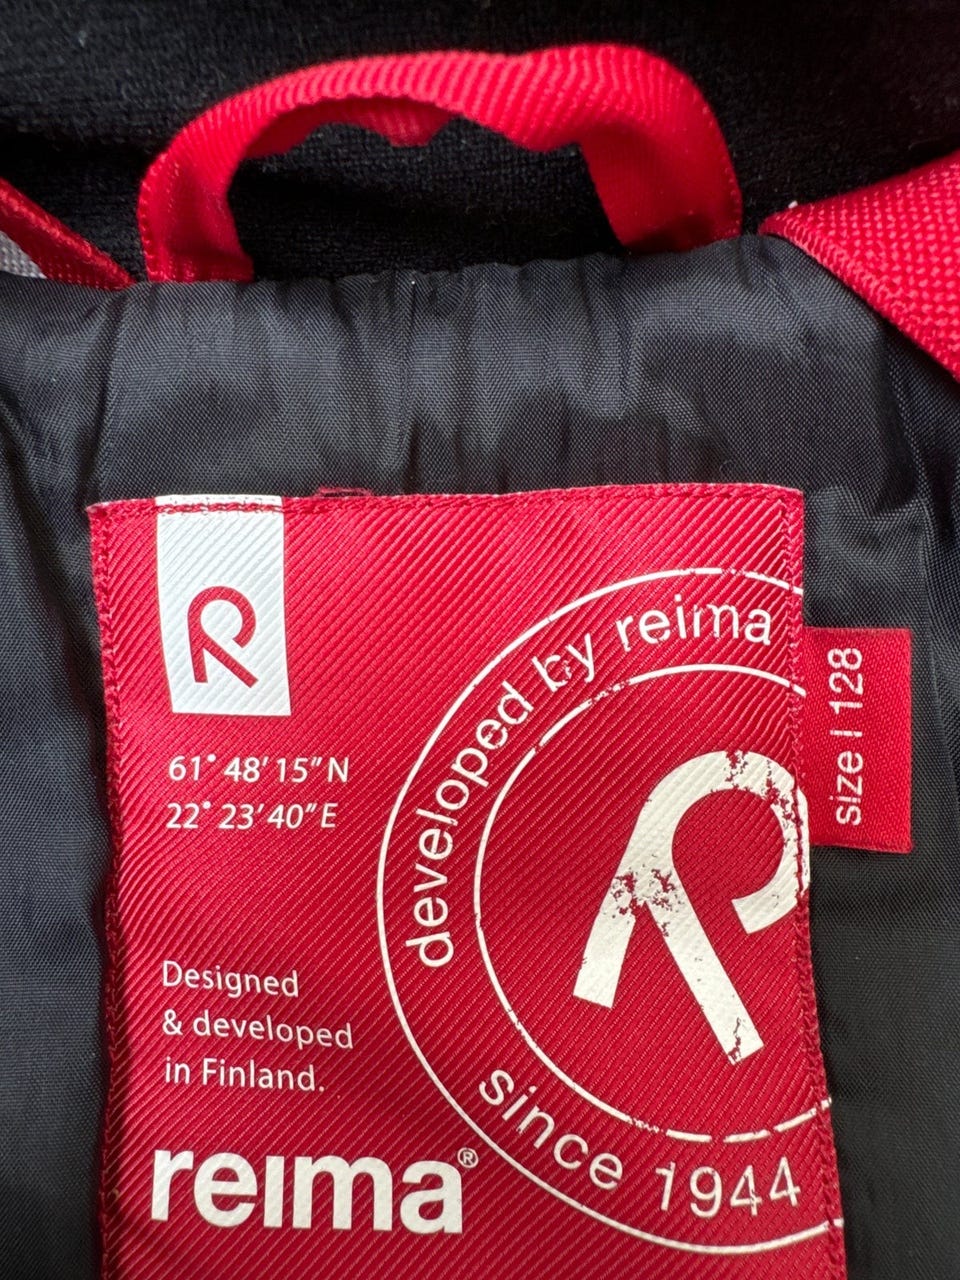 61° 48' 15" N
22° 23' 40" E
developed by reima
since 1944
size | 128
Designed
& developed
in Finland.
reima®